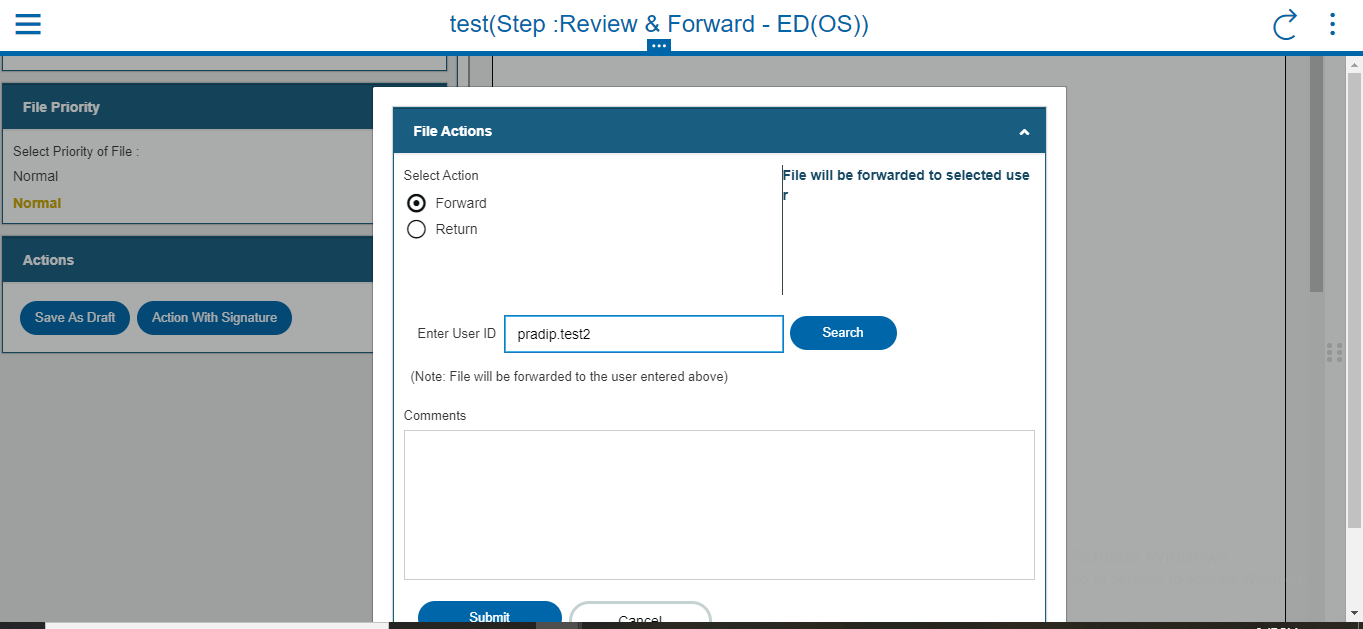 test(Step :Review & Forward - ED(OS))
File Priority
Select Priority of File :
Normal
Normal
Actions
Save As Draft
Action With Signature
File Actions
Select Action
Forward
Return
File will be forwarded to selected use
r
Enter User ID
pradip.test2
Search
(Note: File will be forwarded to the user entered above)
Comments
Submit
Cancel